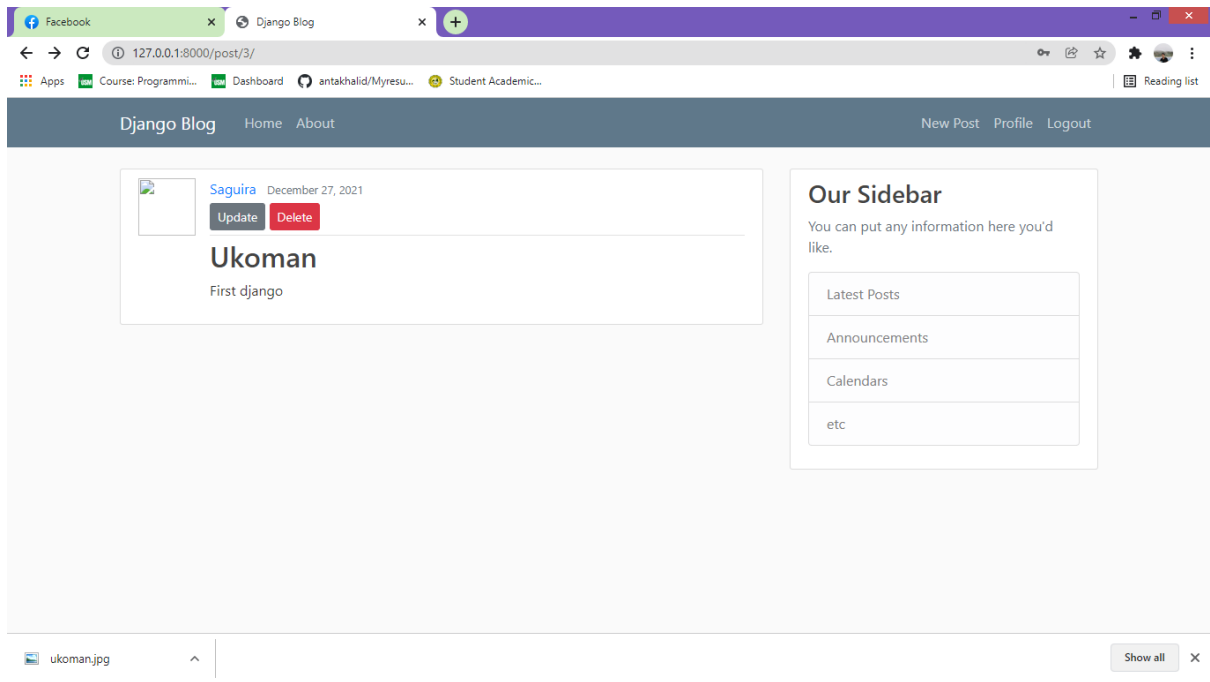 Facebook
Django Blog
127.0.0.1:8000/post/3/
Apps
Course: Programmi...
Dashboard
antakhalid/Myresu...
Student Academic...
Reading list
Django Blog
Home
About
New Post
Profile
Logout
Saguira December 27, 2021
Update
Delete
Ukoman
First django
Our Sidebar
You can put any information here you'd
like.
Latest Posts
Announcements
Calendars
etc
ukoman.jpg
Show all